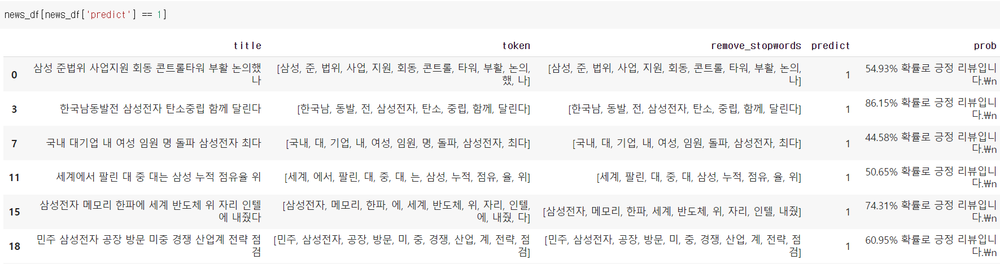 news_df[news_df['predict'] == 1]
title token remove_stopwords predict prob
0 삼성 준법위 사업지원 회동 콘트롤타워 부활 논의했 [삼성, 준, 법위, 사업, 지원, 회동, 콘트롤, 타워, 부활, 논의, [삼성, 준, 법위, 사업, 지원, 회동, 콘트롤, 타워, 부활, 논의, 1 54.93% 확률로 긍정 리뷰입니
나 했, 나] 나] 다.₩n
3 한국남동발전 삼성전자 탄소중립 함께 달린다 [한국남, 동발, 전, 삼성전자, 탄소, 중립, 함께, 달린다] [한국남, 동발, 전, 삼성전자, 탄소, 중립, 함께, 달린다] 1 86.15% 확률로 긍정 리뷰입니
다.₩n
7 국내 대기업 내 여성 임원 명 돌파 삼성전자 최다 [국내, 대, 기업, 내, 여성, 임원, 명, 돌파, 삼성전자, 최다] [국내, 대, 기업, 내, 여성, 임원, 돌파, 삼성전자, 최다] 1 44.58% 확률로 긍정 리뷰입니
다.₩n
11 세계에서 팔린 대 중 대는 삼성 누적 점유율 위 [세계, 에서, 팔린, 대, 중, 대, 는, 삼성, 누적, 점유, 율, 위] [세계, 팔린, 대, 중, 대, 삼성, 누적, 점유, 율, 위] 1 50.65% 확률로 긍정 리뷰입니
다.₩n
15 삼성전자 메모리 한파에 세계 반도체 위 자리 인텔 [삼성전자, 메모리, 한파, 에, 세계, 반도체, 위, 자리, 인텔, [삼성전자, 메모리, 한파, 세계, 반도체, 위, 자리, 인텔, 내줬] 1 74.31% 확률로 긍정 리뷰입니
에 내줬다 에, 내줬, 다] 다.₩n
18 민주 삼성전자 공장 방문 미중 경쟁 산업계 전략 점 [민주, 삼성전자, 공장, 방문, 미, 중, 경쟁, 산업, 계, 전략, 점 [민주, 삼성전자, 공장, 방문, 미, 중, 경쟁, 산업, 계, 전략, 점 1 60.95% 확률로 긍정 리뷰입니
검 검] 검] 다.₩n